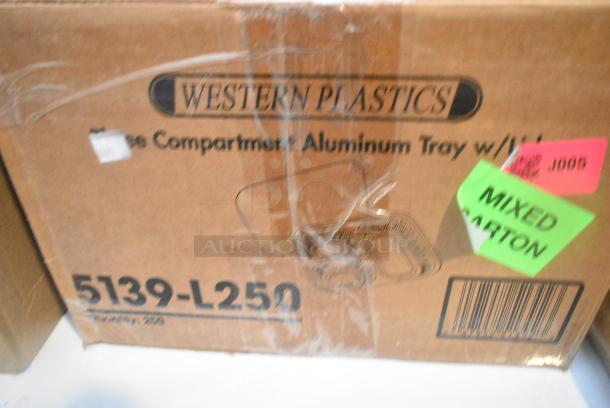 WESTERN PLASTICS
Compartment Aluminum Tray
J005
MIXED
CARTON
AUCTION GROUP
5139-L250